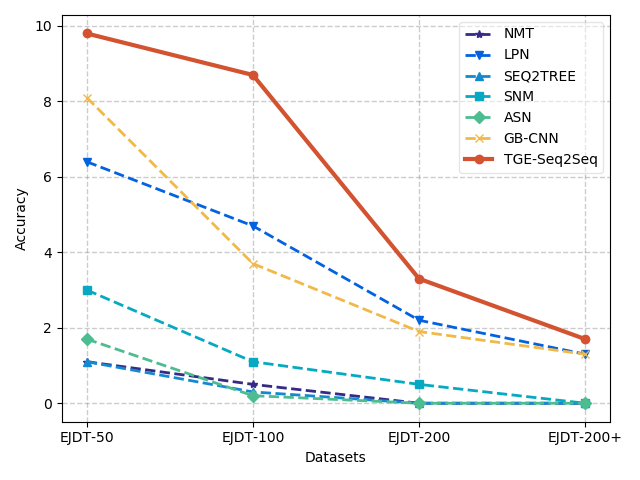 10
8
6
4
2
0
Accuracy
EJDT-50
EJDT-100
EJDT-200
EJDT-200+
Datasets
NMT
LPN
SEQ2TREE
SNM
ASN
GB-CNN
TGE-Seq2Seq